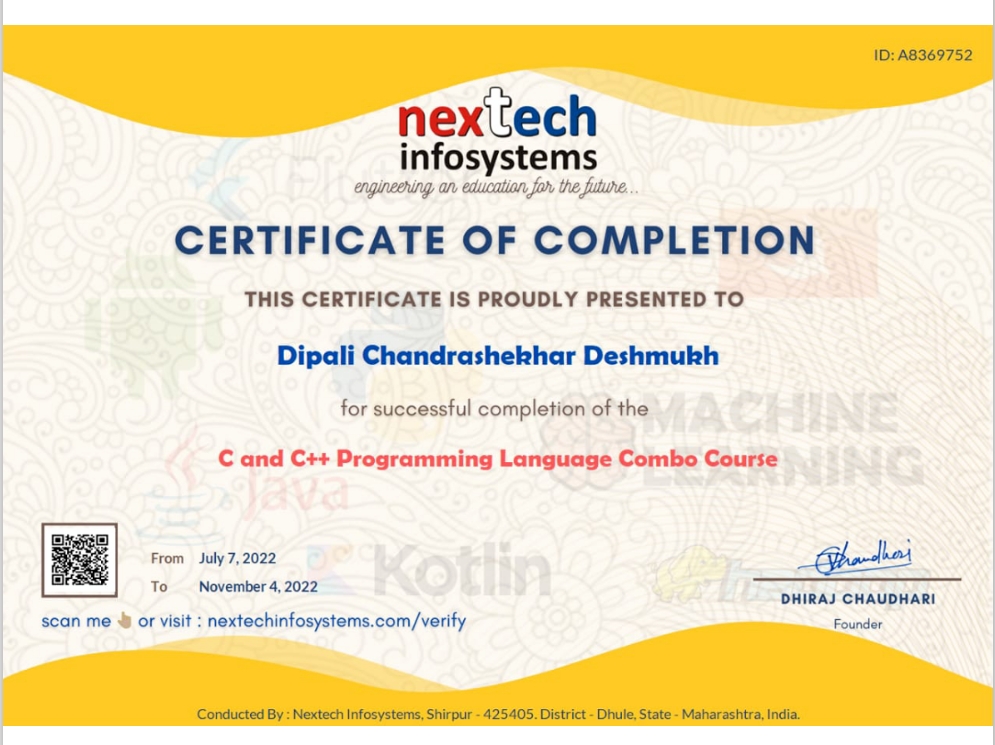 ID: A8369752
nextech
infosystems
engineering an education for the future...
CERTIFICATE OF COMPLETION
THIS CERTIFICATE IS PROUDLY PRESENTED TO
Dipali Chandrashekhar Deshmukh
for successful completion of the
MACHINE
LEARNING
C and C++ Programming Language Combo Course
Java
Kotlin
From July 7, 2022
To November 4, 2022
scan me 👆 or visit : nextechinfosystems.com/verify
Chaudhari
DHIRAJ CHAUDHARI
Founder
Conducted By : Nextech Infosystems, Shirpur - 425405. District - Dhule, State - Maharashtra, India.